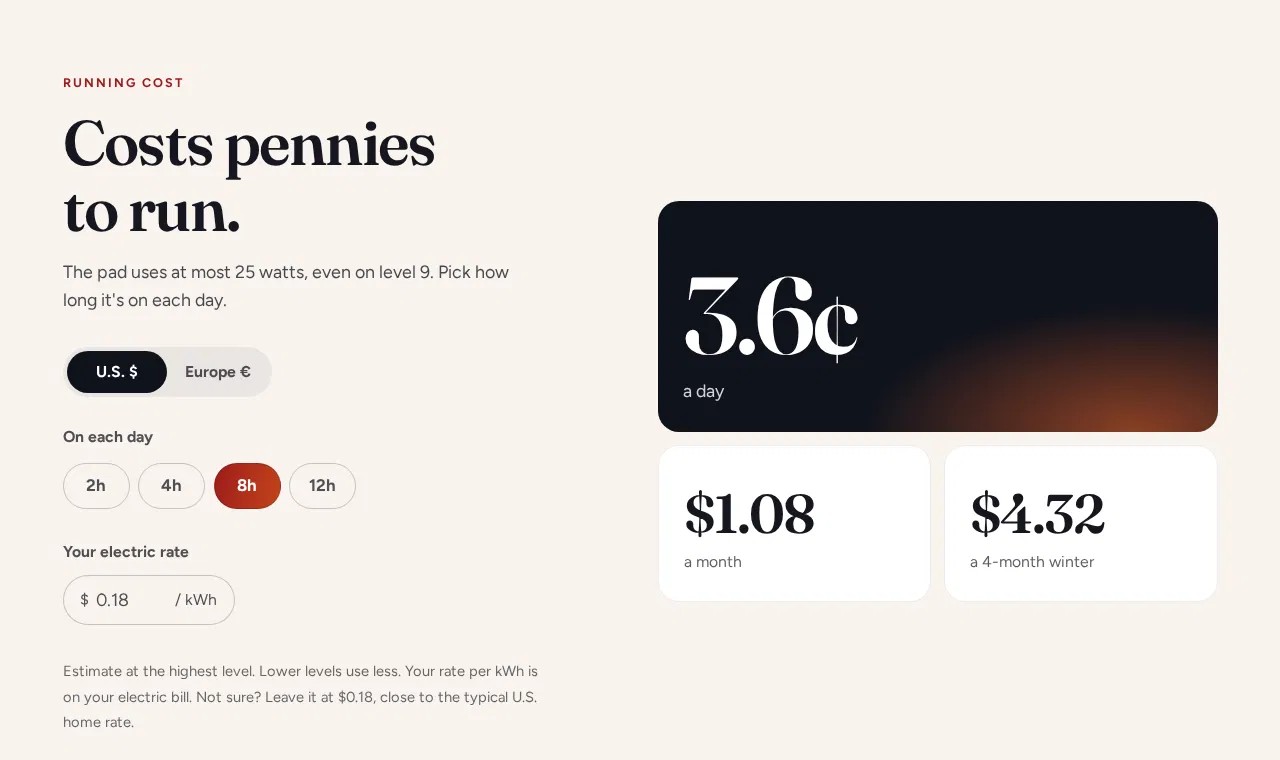 RUNNING COST
Costs pennies
to run.
The pad uses at most 25 watts, even on level 9. Pick how
long it's on each day.
U.S. $
Europe €
On each day
2h
4h
8h
12h
Your electric rate
$ 0.18 / kWh
Estimate at the highest level. Lower levels use less. Your rate per kWh is
on your electric bill. Not sure? Leave it at $0.18, close to the typical U.S.
home rate.
3.6¢
a day
$1.08
a month
$4.32
a 4-month winter